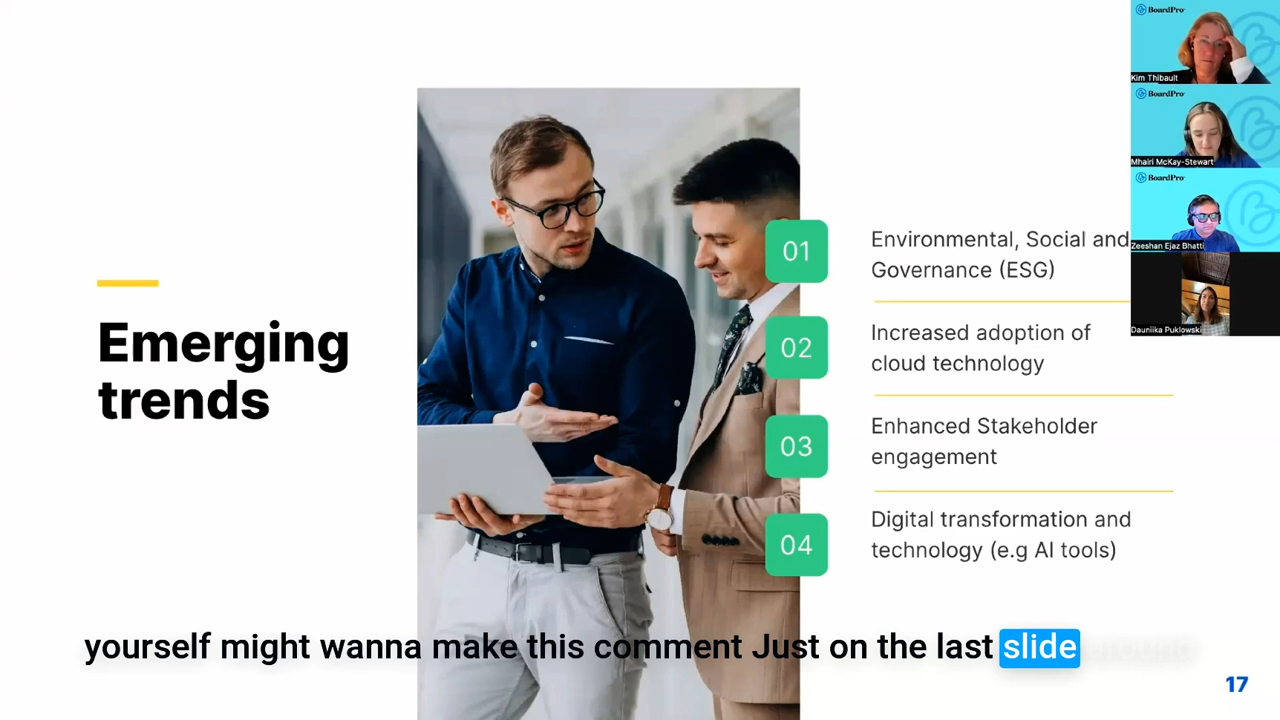 Emerging
trends
01
Environmental, Social and
Governance (ESG)
02
Increased adoption of
cloud technology
03
Enhanced Stakeholder
engagement
04
Digital transformation and
technology (e.g AI tools)
BoardPro
Kim Thibault
BoardPro
Mhairi McKay-Stewart
BoardPro
Zeeshan Ejaz Bhatti
Dauniika Puklowski
yourself might wanna make this comment Just on the last slide
17